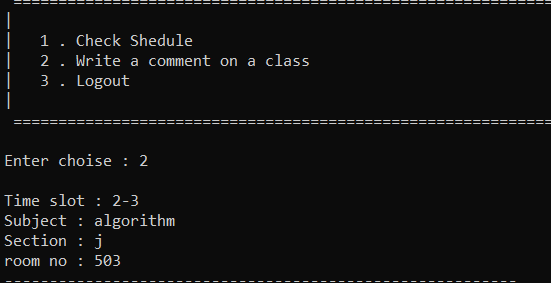 ============================================================
|
|   1 . Check Shedule
|   2 . Write a comment on a class
|   3 . Logout
|
============================================================
Enter choise : 2
Time slot : 2-3
Subject : algorithm
Section : j
room no : 503
---------------------------------------------------------